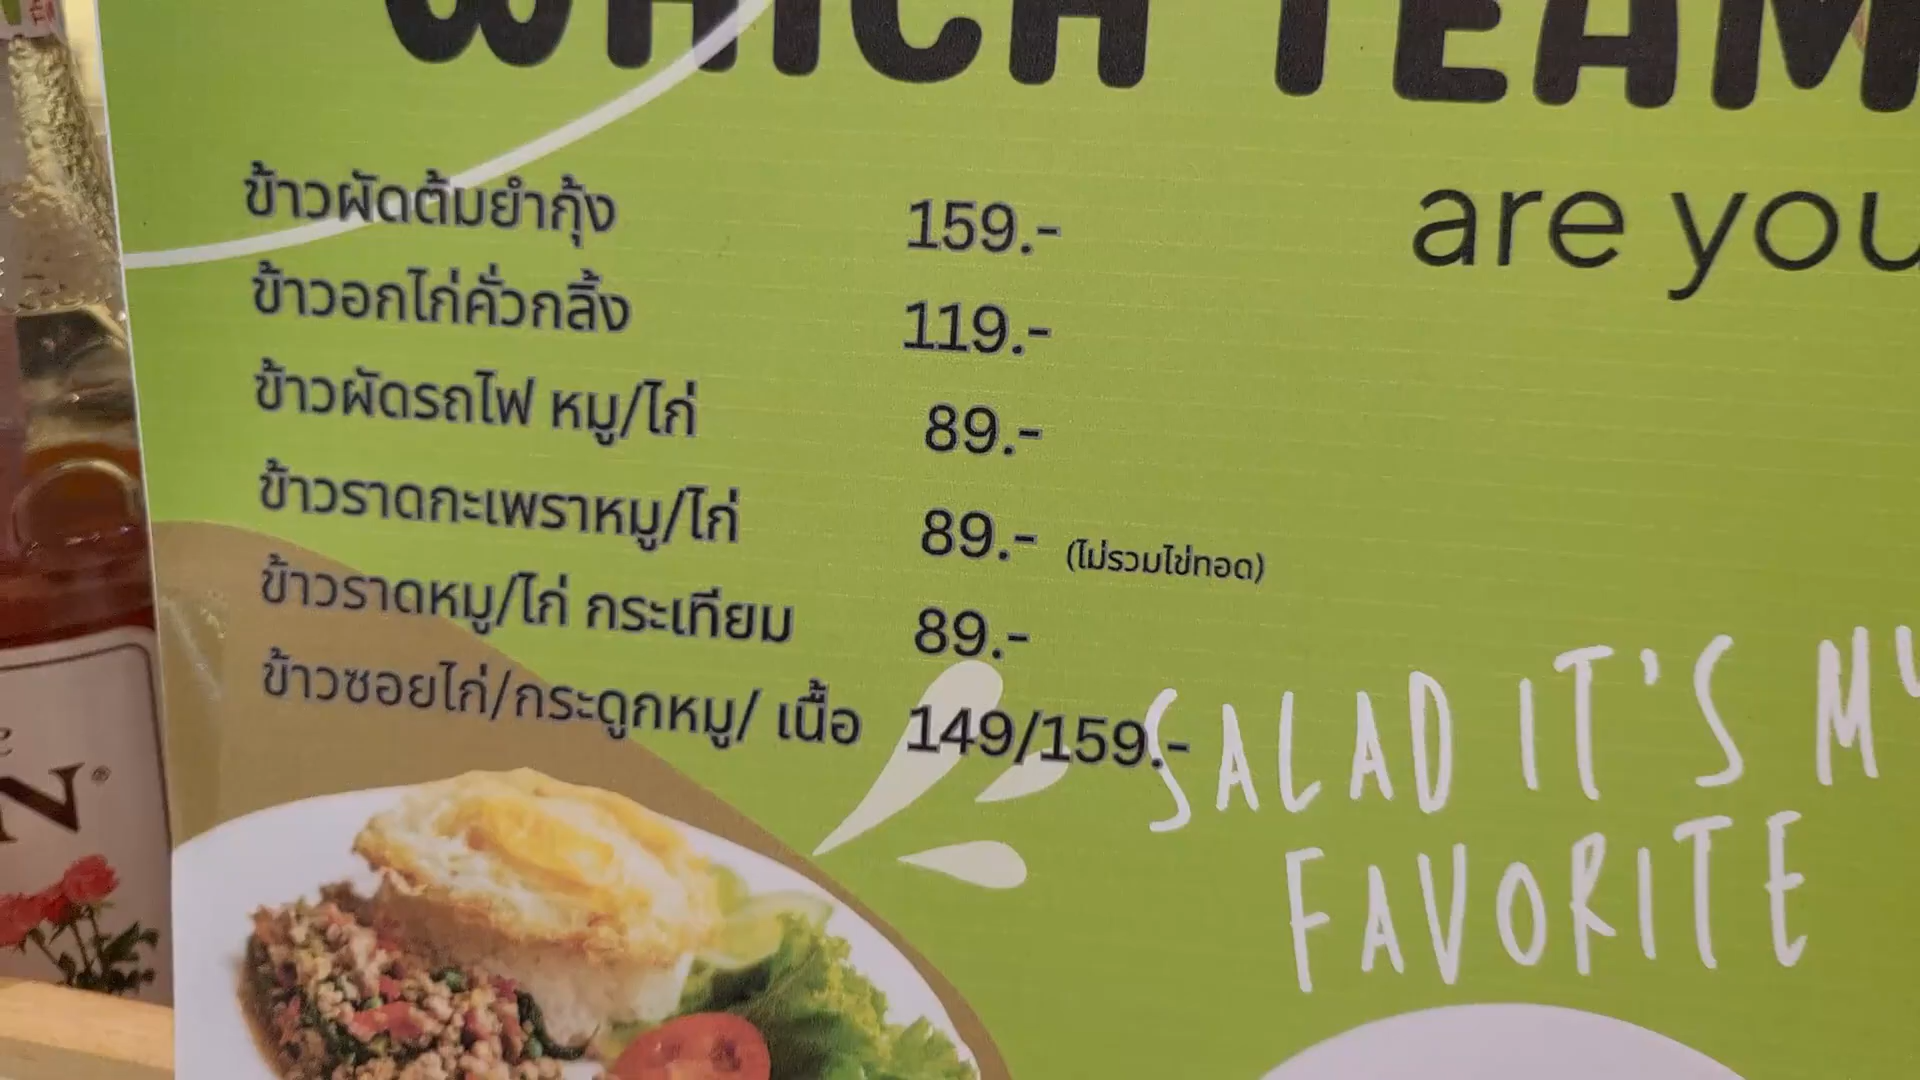 WHICH TEAM
are you
ข้าวผัดต้มยำกุ้ง 159.-
ข้าวอกไก่คั่วกลิ้ง 119.-
ข้าวผัดรถไฟ หมู/ไก่ 89.-
ข้าวราดกะเพราหมู/ไก่ 89.- (ไม่รวมไข่ทอด)
ข้าวราดหมู/ไก่ กระเทียม 89.-
ข้าวซอยไก่/กระดูกหมู/ เนื้อ 149/159.-
SALAD IT'S MY
FAVORITE